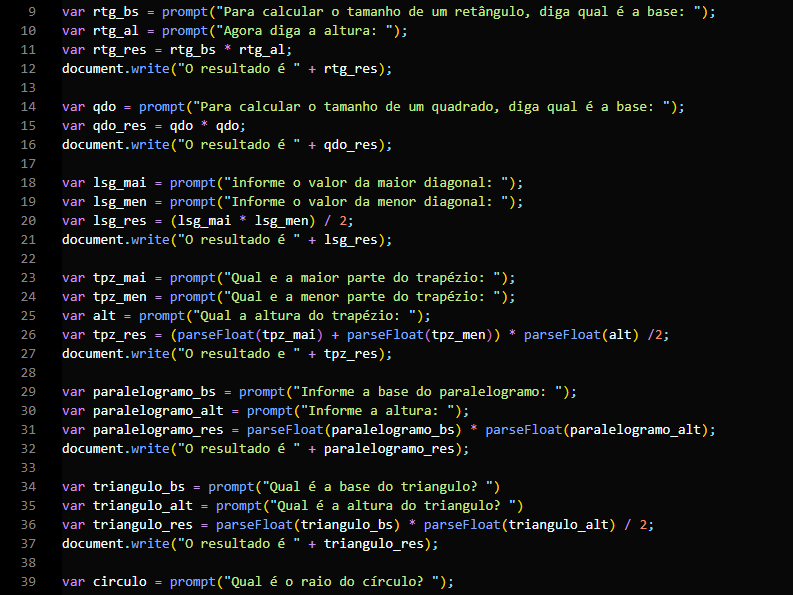 9 var rtg_bs = prompt("Para calcular o tamanho de um retângulo, diga qual é a base: ");
10 var rtg_al = prompt("Agora diga a altura: ");
11 var rtg_res = rtg_bs * rtg_al;
12 document.write("O resultado é " + rtg_res);
13
14 var qdo = prompt("Para calcular o tamanho de um quadrado, diga qual é a base: ");
15 var qdo_res = qdo * qdo;
16 document.write("O resultado é " + qdo_res);
17
18 var lsg_mai = prompt("informe o valor da maior diagonal: ");
19 var lsg_men = prompt("Informe o valor da menor diagonal: ");
20 var lsg_res = (lsg_mai * lsg_men) / 2;
21 document.write("O resultado é " + lsg_res);
22
23 var tpz_mai = prompt("Qual e a maior parte do trapézio: ");
24 var tpz_men = prompt("Qual e a menor parte do trapézio: ");
25 var alt = prompt("Qual a altura do trapézio: ");
26 var tpz_res = (parseFloat(tpz_mai) + parseFloat(tpz_men)) * parseFloat(alt) /2;
27 document.write("O resultado e " + tpz_res);
28
29 var paralelogramo_bs = prompt("Informe a base do paralelogramo: ");
30 var paralelogramo_alt = prompt("Informe a altura: ");
31 var paralelogramo_res = parseFloat(paralelogramo_bs) * parseFloat(paralelogramo_alt);
32 document.write("O resultado é " + paralelogramo_res);
33
34 var triangulo_bs = prompt("Qual é a base do triangulo? ")
35 var triangulo_alt = prompt("Qual é a altura do triangulo? ")
36 var triangulo_res = parseFloat(triangulo_bs) * parseFloat(triangulo_alt) / 2;
37 document.write("O resultado é " + triangulo_res);
38
39 var circulo = prompt("Qual é o raio do círculo? ");